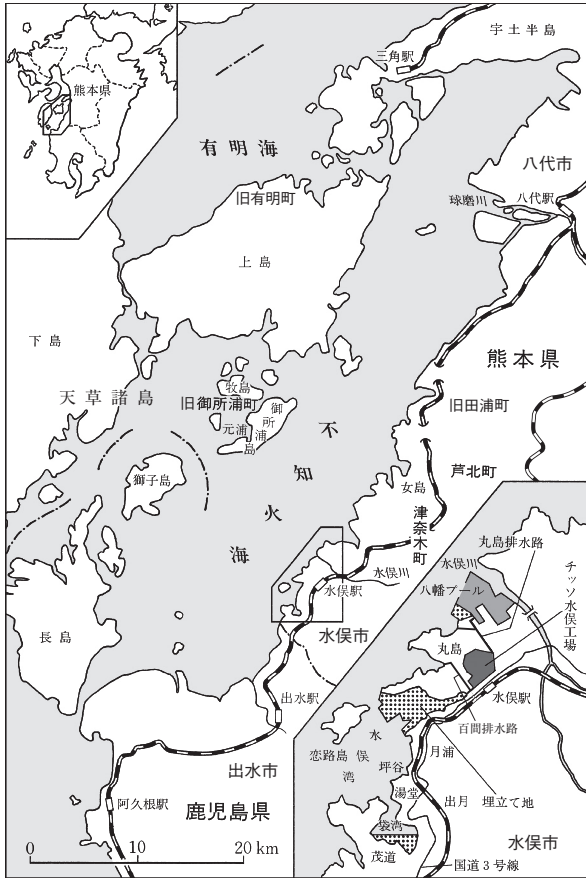 熊本県
三角駅
宇土半島
有明海
八代市
八代駅
球磨川
旧有明町
上島
下島
熊本県
天草諸島
牧島
旧御所浦町
御所浦島
元浦
旧田浦町
不知火海
獅子島
女島
芦北町
津奈木町
水俣川
水俣駅
水俣市
長島
出水駅
出水市
阿久根駅
鹿児島県
0 10 20 km
丸島排水路
水俣川
八幡プール
チッソ水俣工場
丸島
水俣駅
百間排水路
水俣湾
恋路島
月浦
坪谷
湯堂
出月
埋立て地
袋湾
茂道
水俣市
国道3号線